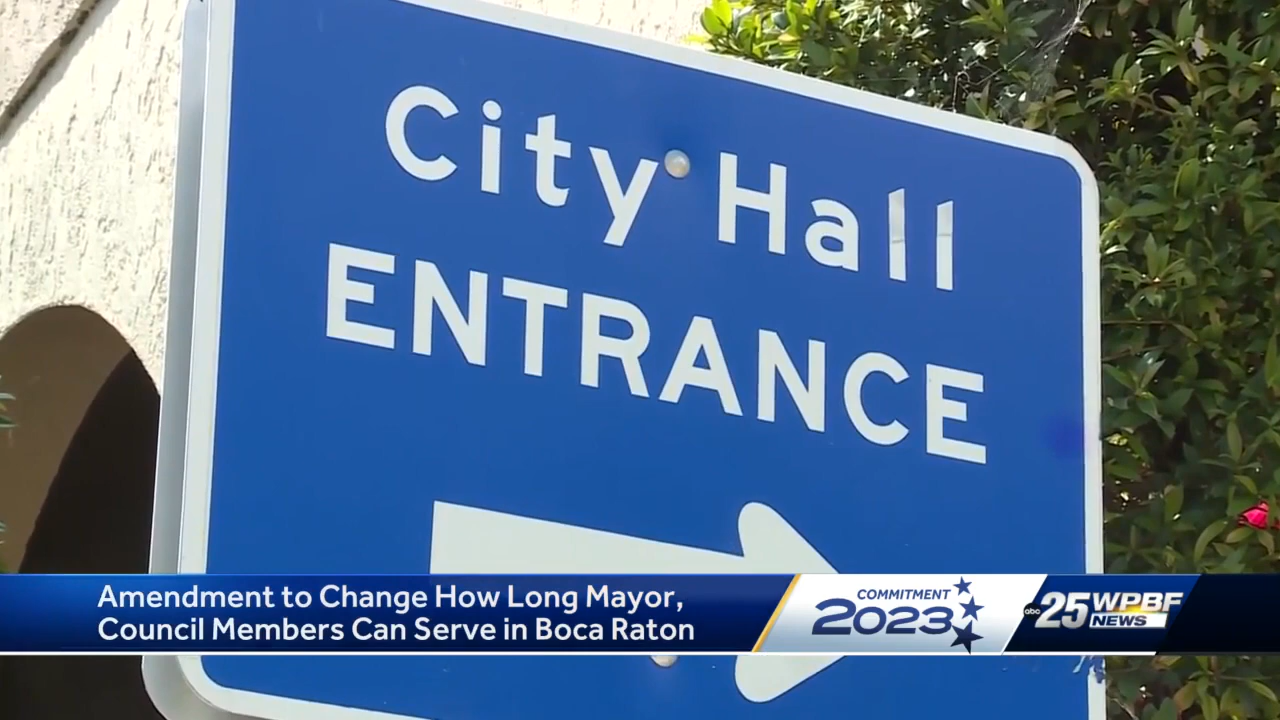 City Hall
ENTRANCE
Amendment to Change How Long Mayor,
Council Members Can Serve in Boca Raton
COMMITMENT
2023
abc 25 WPBF
NEWS